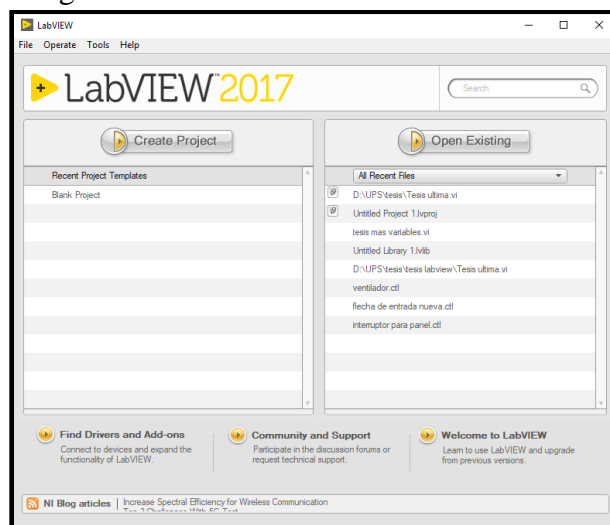 LabVIEW
File Operate Tools Help
LabVIEW™ 2017
Search
Create Project
Open Existing
Recent Project Templates
Blank Project
All Recent Files
D:\UPS\tesis\Tesis ultima.vi
Untitled Project 1.lvproj
tesis mas variables.vi
Untitled Library 1.lvlib
D:\UPS\tesis\tesis labview\Tesis ultima.vi
ventilador.ctl
flecha de entrada nueva.ctl
interruptor para panel.ctl
Find Drivers and Add-ons
Connect to devices and expand the
functionality of LabVIEW.
Community and Support
Participate in the discussion forums or
request technical support.
Welcome to LabVIEW
Learn to use LabVIEW and upgrade
from previous versions.
NI Blog articles
Increase Spectral Efficiency for Wireless Communication